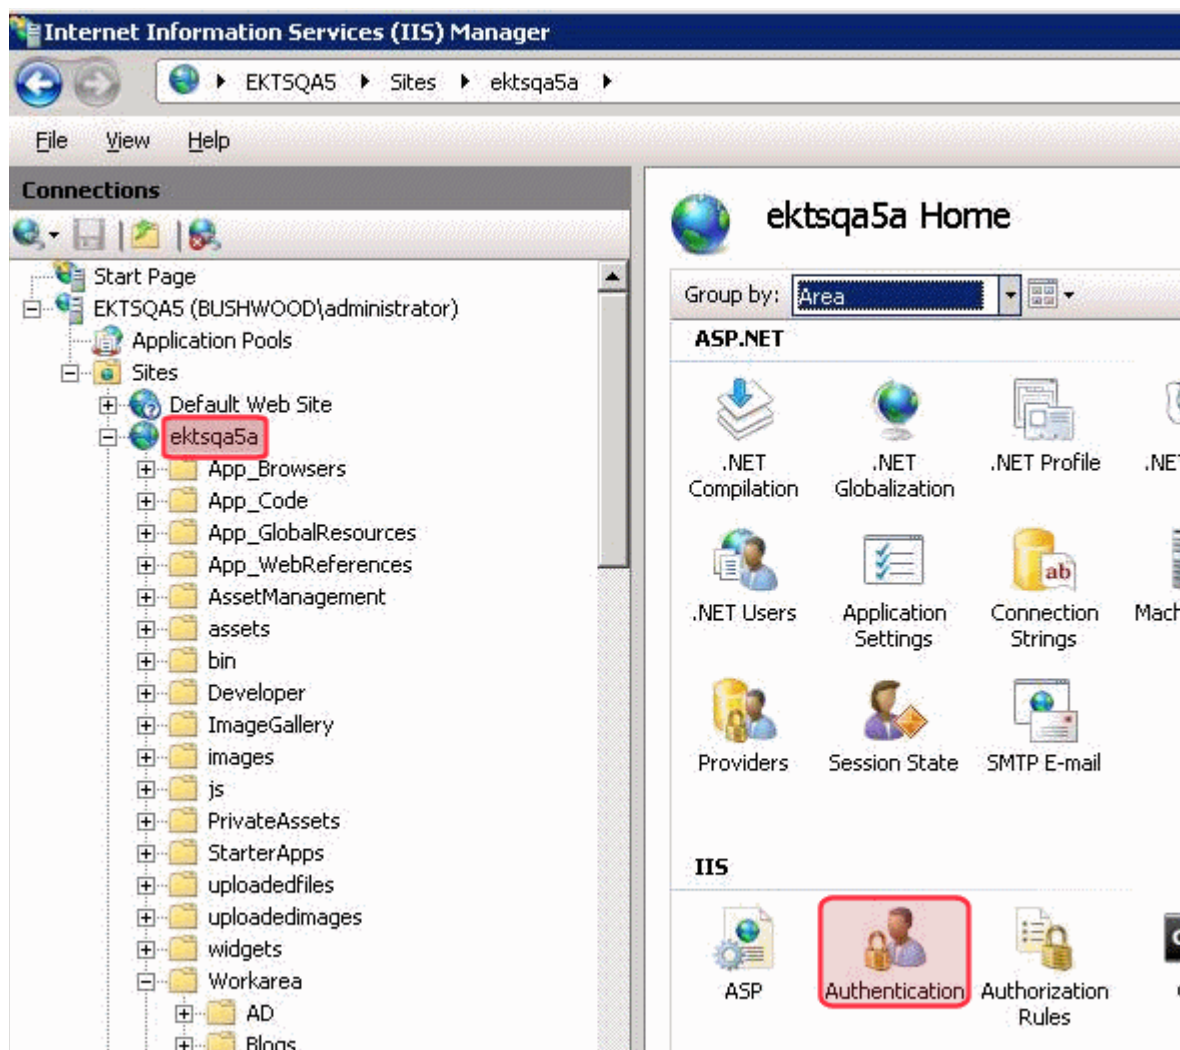 Internet Information Services (IIS) Manager
EKTSQA5 Sites ektsqa5a
File View Help
Connections
Start Page
EKTSQA5 (BUSHWOOD\administrator)
Application Pools
Sites
Default Web Site
ektsqa5a
App_Browsers
App_Code
App_GlobalResources
App_WebReferences
AssetManagement
assets
bin
Developer
ImageGallery
images
js
PrivateAssets
StarterApps
uploadedfiles
uploadedimages
widgets
Workarea
AD
Blogs
ektsqa5a Home
Group by: Area
ASP.NET
.NET Compilation
.NET Globalization
.NET Profile
.NET
.NET Users
Application Settings
Connection Strings
ab
Mach
Providers
Session State
SMTP E-mail
IIS
ASP
Authentication
Authorization Rules